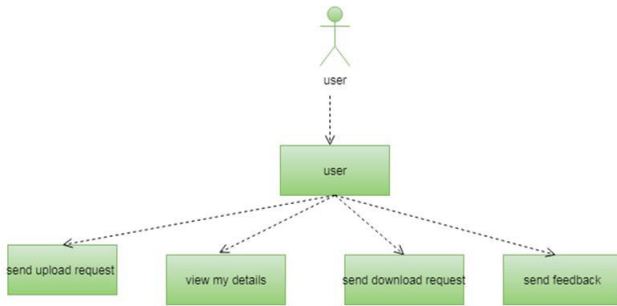 user
user
send upload request
view my details
send download request
send feedback